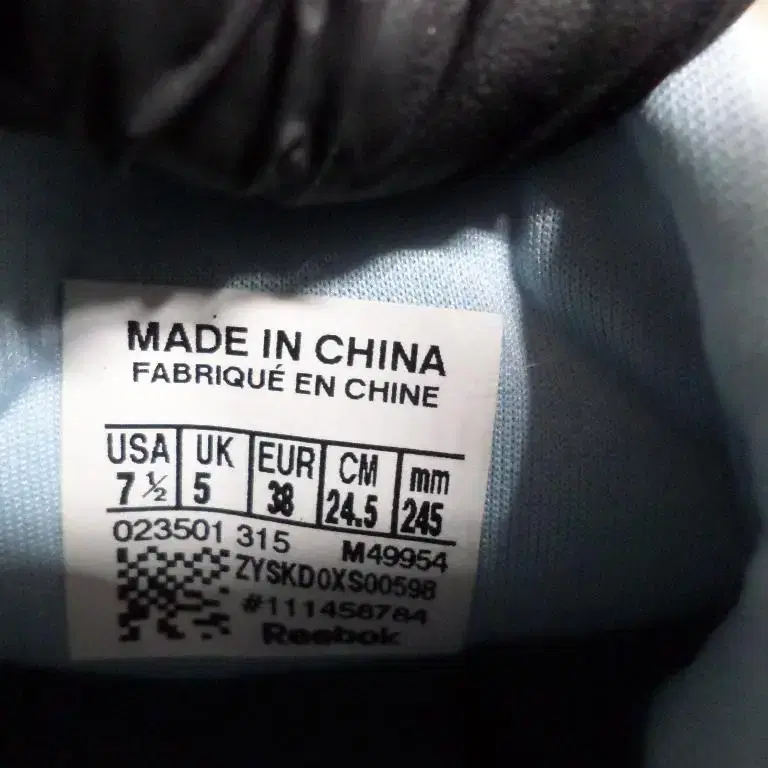 MADE IN CHINA
FABRIQUÉ EN CHINE
USA UK EUR CM mm
7 ½ 5 38 24.5 245
023501 315 M49954
ZYSKD0XS00598
#111458784
Reebok